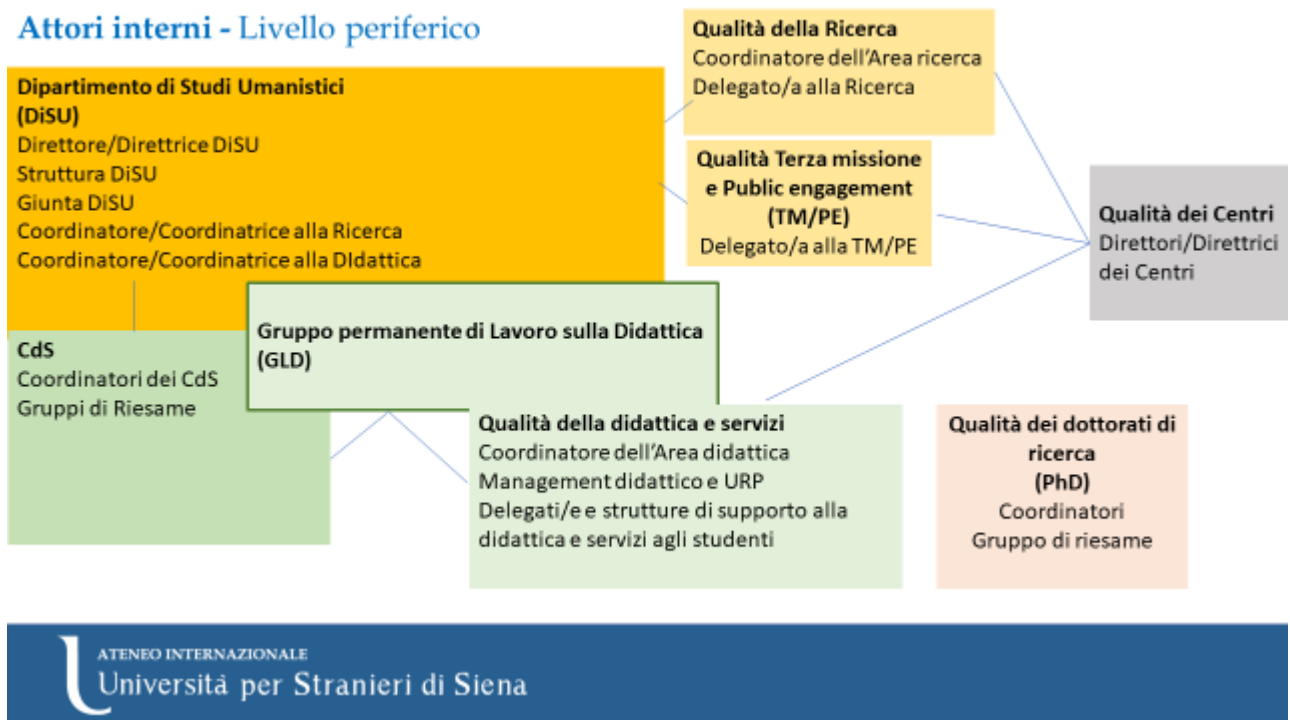 Attori interni - Livello periferico
Dipartimento di Studi Umanistici
(DiSU)
Direttore/Direttrice DiSU
Struttura DiSU
Giunta DiSU
Coordinatore/Coordinatrice alla Ricerca
Coordinatore/Coordinatrice alla DIdattica
Qualità della Ricerca
Coordinatore dell'Area ricerca
Delegato/a alla Ricerca
Qualità Terza missione
e Public engagement
(TM/PE)
Delegato/a alla TM/PE
Qualità dei Centri
Direttori/Direttrici
dei Centri
Gruppo permanente di Lavoro sulla Didattica
(GLD)
CdS
Coordinatori dei CdS
Gruppi di Riesame
Qualità della didattica e servizi
Coordinatore dell'Area didattica
Management didattico e URP
Delegati/e e strutture di supporto alla
didattica e servizi agli studenti
Qualità dei dottorati di
ricerca
(PhD)
Coordinatori
Gruppo di riesame
ATENEO INTERNAZIONALE
Università per Stranieri di Siena